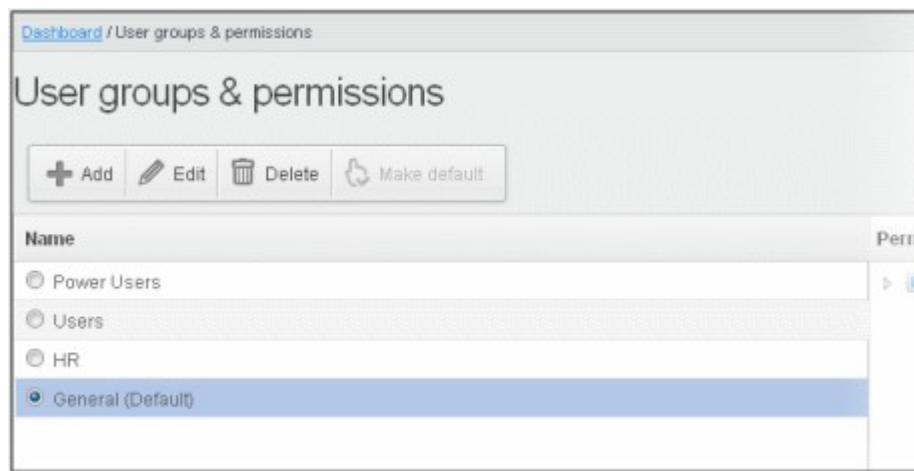 Dashboard / User groups & permissions
User groups & permissions
Add Edit Delete Make default
Name
Power Users
Users
HR
General (Default)